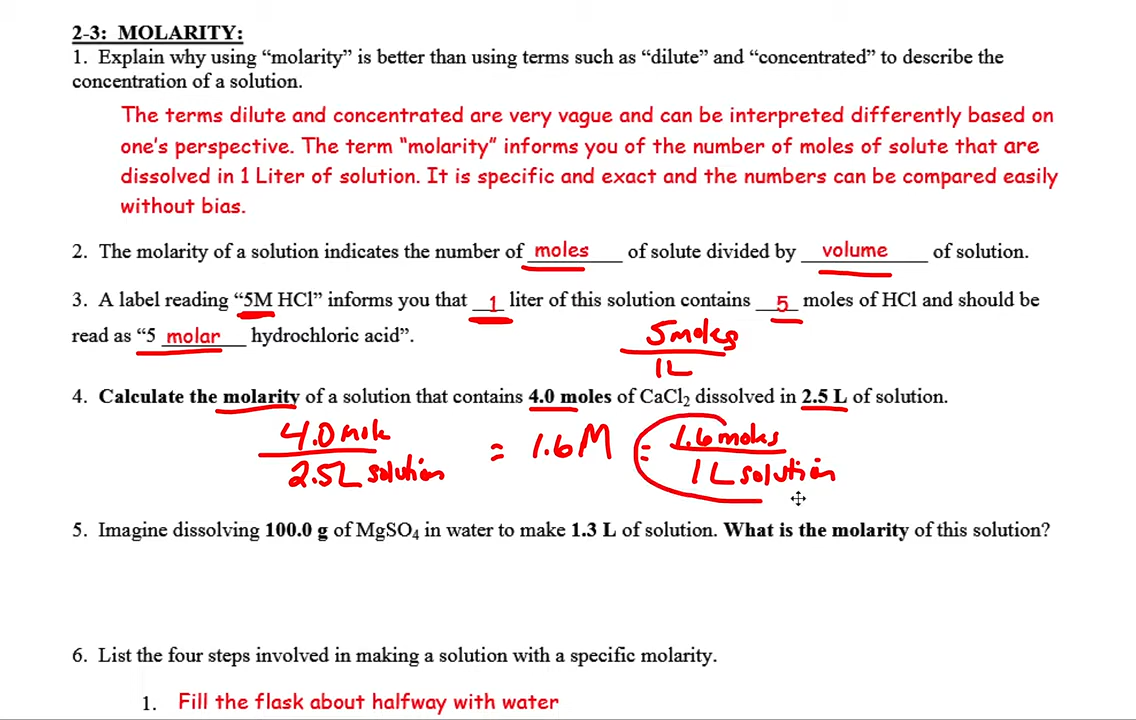 2-3: MOLARITY:
1. Explain why using “molarity” is better than using terms such as “dilute” and “concentrated” to describe the
concentration of a solution.
The terms dilute and concentrated are very vague and can be interpreted differently based on
one's perspective. The term “molarity” informs you of the number of moles of solute that are
dissolved in 1 Liter of solution. It is specific and exact and the numbers can be compared easily
without bias.
2. The molarity of a solution indicates the number of moles of solute divided by volume of solution.
3. A label reading “5M HCl” informs you that 1 liter of this solution contains 5 moles of HCl and should be
read as “5 molar hydrochloric acid”.
5 moles
1L
4. Calculate the molarity of a solution that contains 4.0 moles of CaCl₂ dissolved in 2.5 L of solution.
4.0 mole
2.5L solution
= 1.6 M =
1.6 moles
1 L solution
5. Imagine dissolving 100.0 g of MgSO₄ in water to make 1.3 L of solution. What is the molarity of this solution?
6. List the four steps involved in making a solution with a specific molarity.
1. Fill the flask about halfway with water